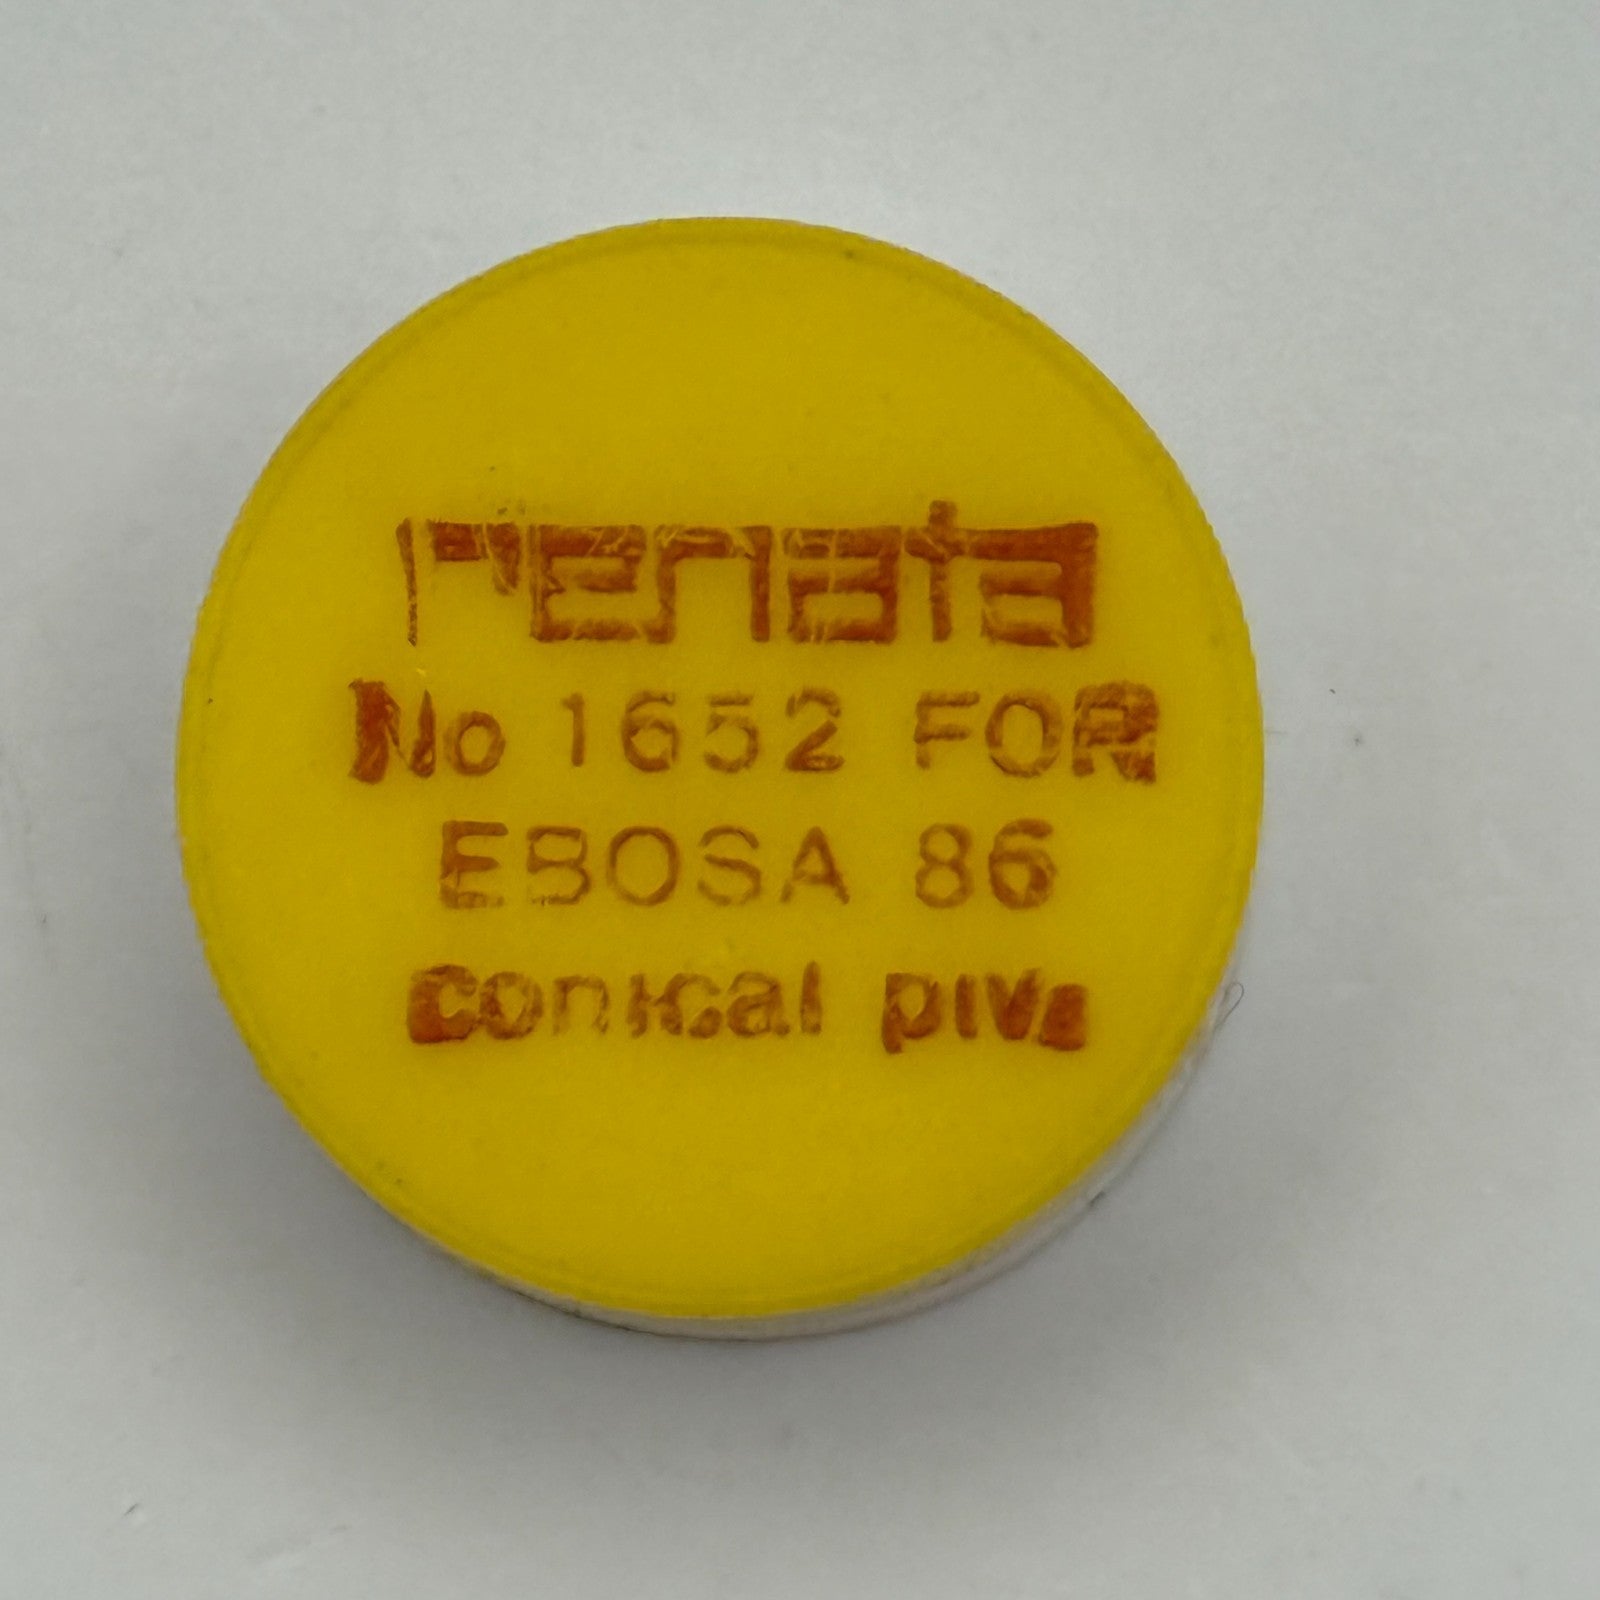 renata
No 1652 FOR
EBOSA 86
conical piv.